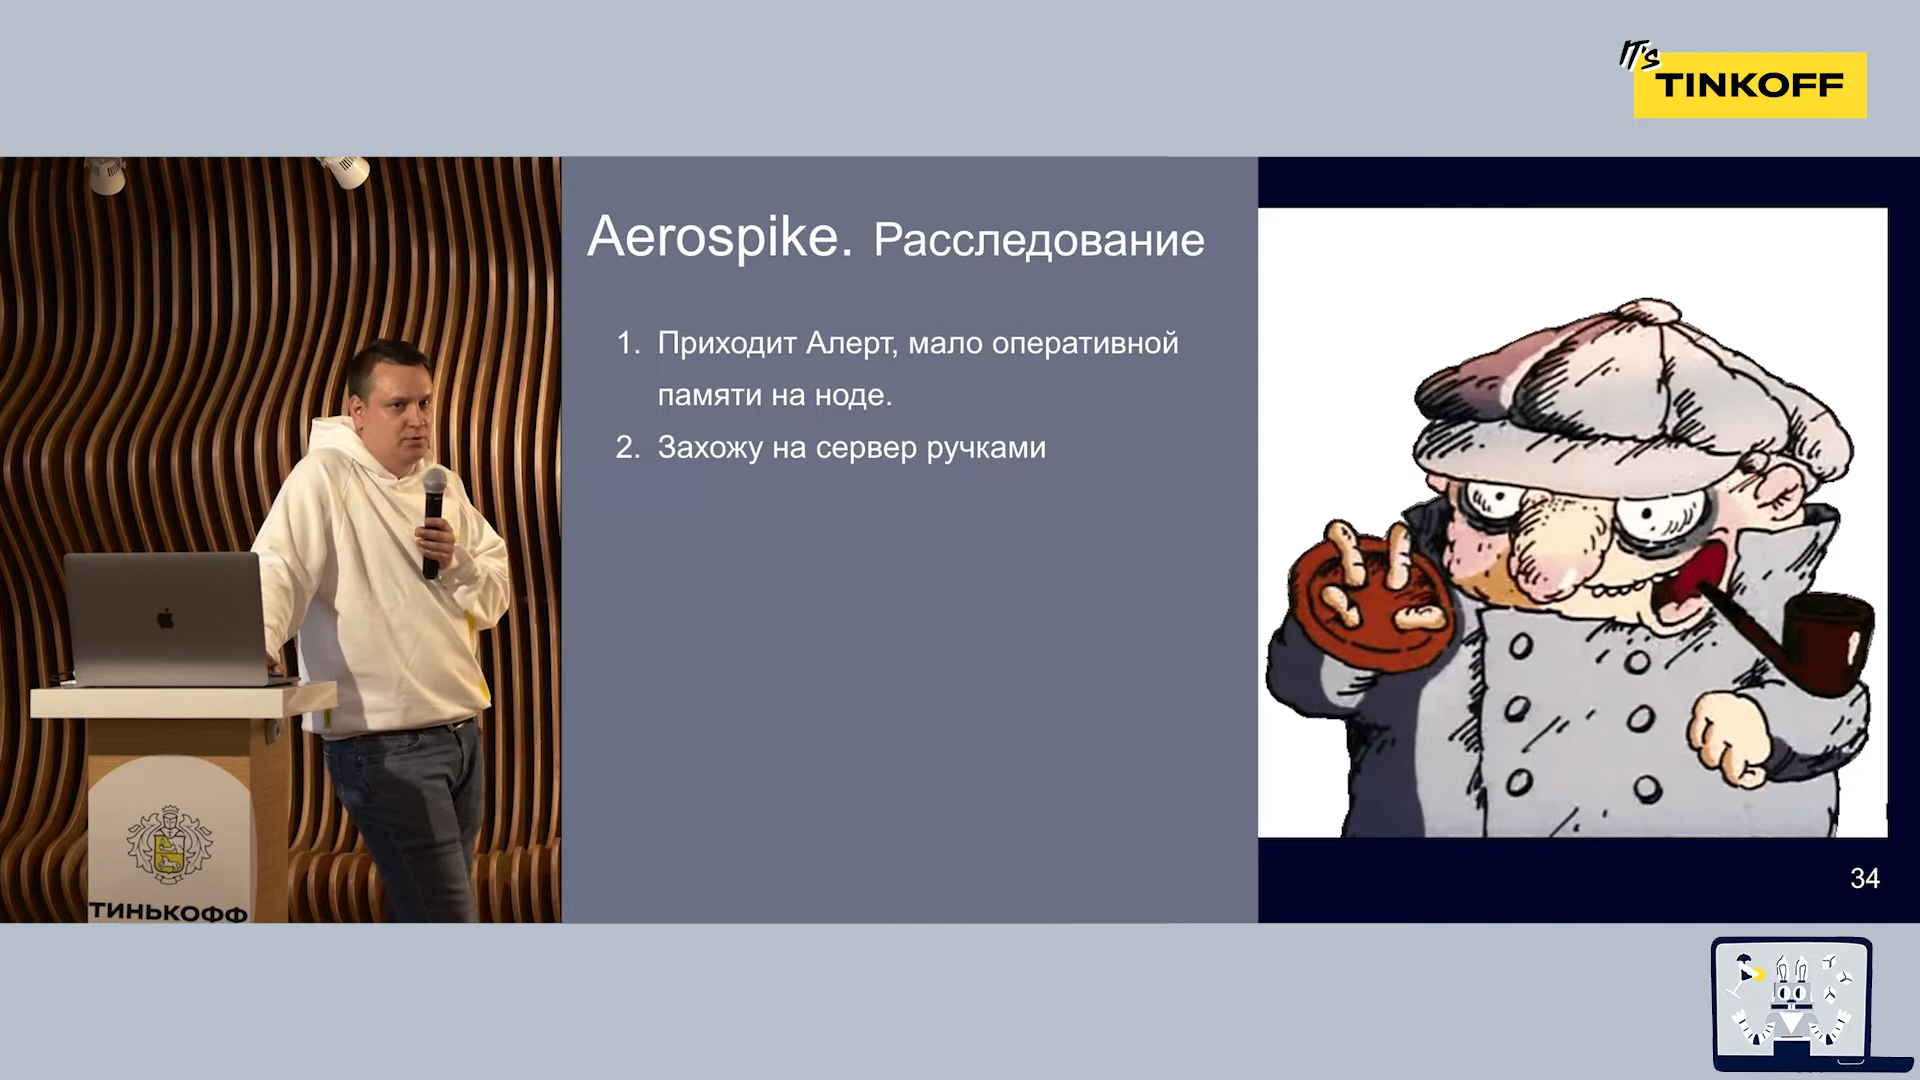 IT's
TINKOFF
Aerospike. Расследование
1. Приходит Алерт, мало оперативной
памяти на ноде.
2. Захожу на сервер ручками
34
ТИНЬКОФФ